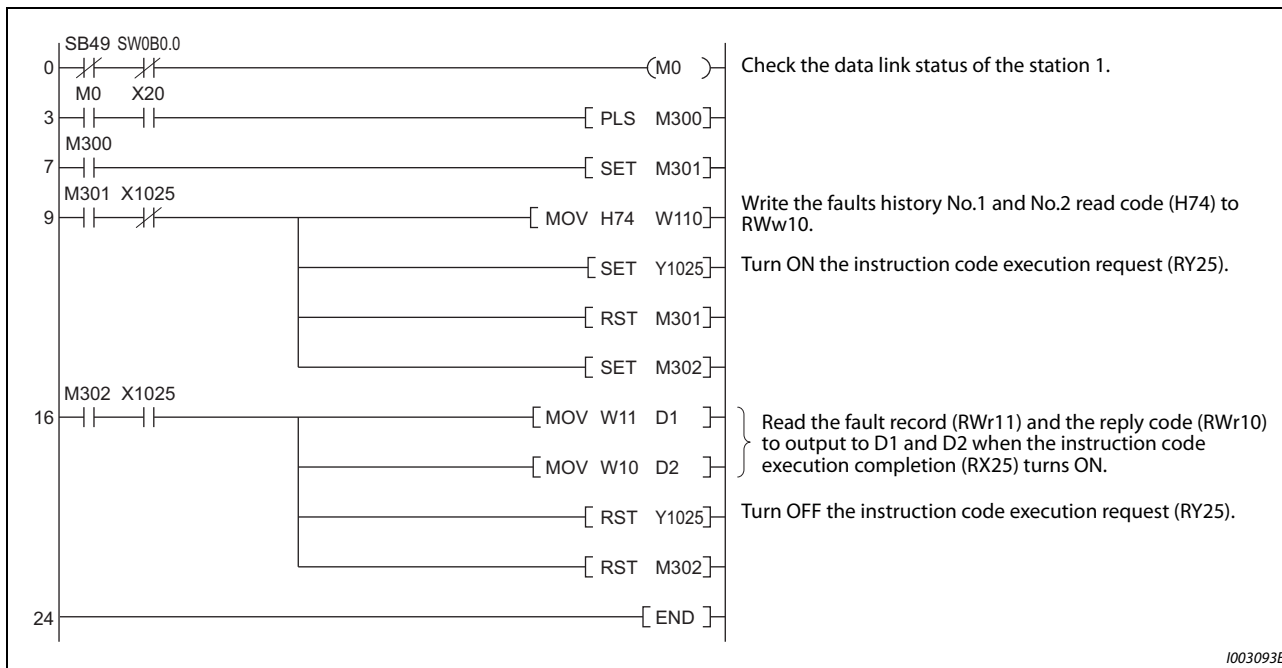 SB49 SW0B0.0
0 (M0 ) Check the data link status of the station 1.
M0 X20
3 [ PLS M300]
M300
7 [ SET M301]
M301 X1025
9 [ MOV H74 W110] Write the faults history No.1 and No.2 read code (H74) to
RWw10.
[ SET Y1025] Turn ON the instruction code execution request (RY25).
[ RST M301]
[ SET M302]
M302 X1025
16 [ MOV W11 D1 ] Read the fault record (RWr11) and the reply code (RWr10)
to output to D1 and D2 when the instruction code
[ MOV W10 D2 ] execution completion (RX25) turns ON.
[ RST Y1025] Turn OFF the instruction code execution request (RY25).
[ RST M302]
24 [ END ]
I003093E